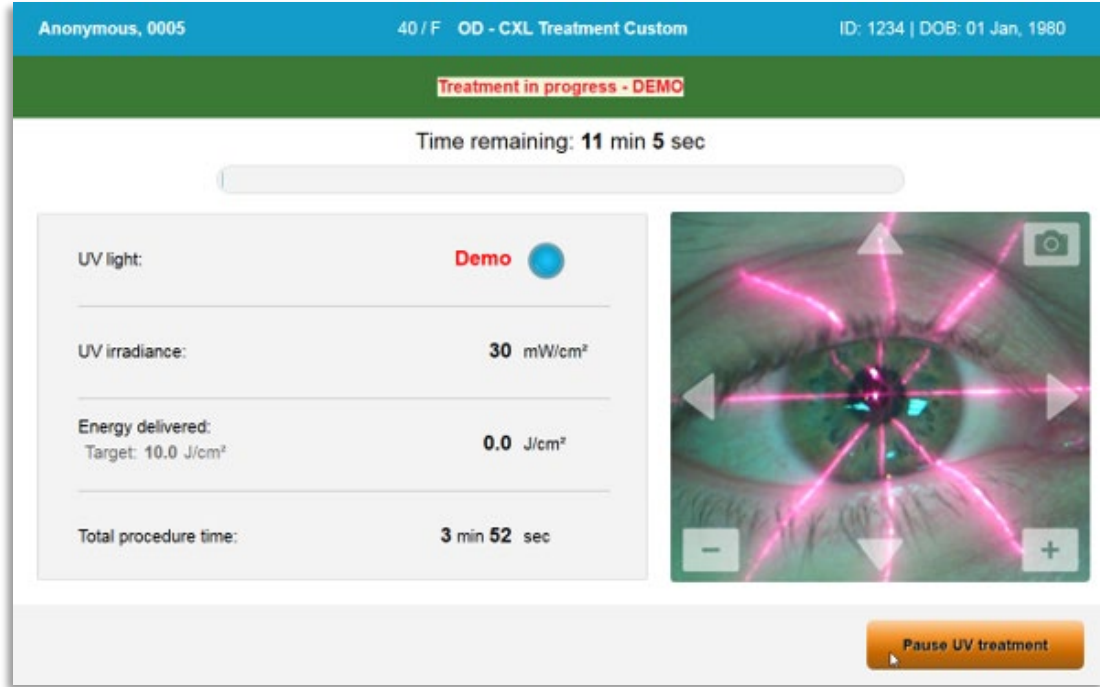 Anonymous, 0005 40 / F OD - CXL Treatment Custom ID: 1234 | DOB: 01 Jan, 1980
Treatment in progress - DEMO
Time remaining: 11 min 5 sec
UV light: Demo
UV irradiance: 30 mW/cm²
Energy delivered:
Target: 10.0 J/cm² 0.0 J/cm²
Total procedure time: 3 min 52 sec
Pause UV treatment